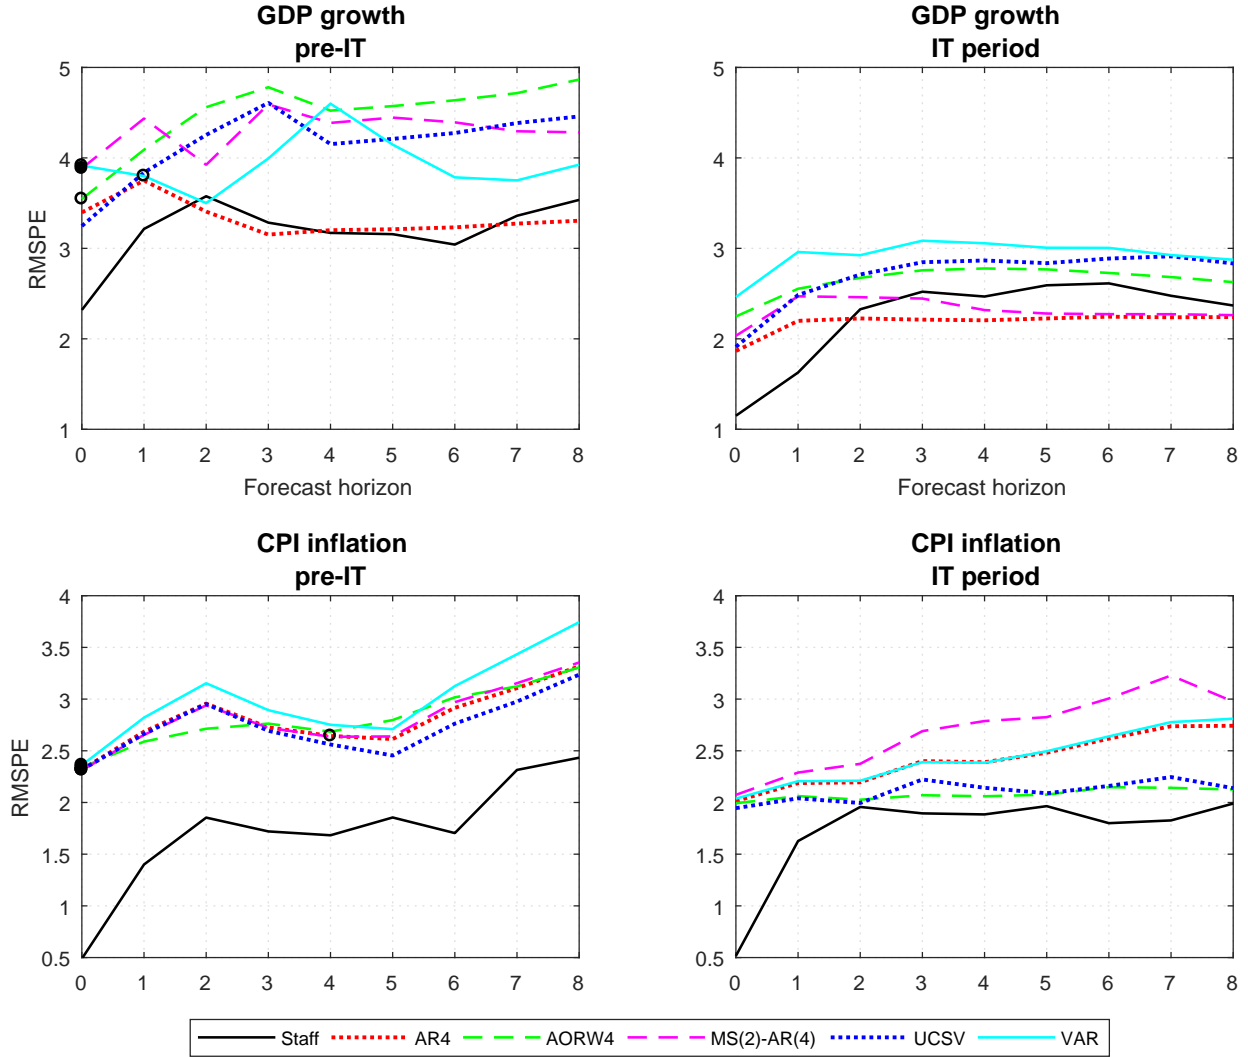 GDP growth
pre-IT
RMSPE
5
4
3
2
1
0 1 2 3 4 5 6 7 8
Forecast horizon
GDP growth
IT period
5
4
3
2
1
0 1 2 3 4 5 6 7 8
Forecast horizon
CPI inflation
pre-IT
RMSPE
4
3.5
3
2.5
2
1.5
1
0.5
0 1 2 3 4 5 6 7 8
CPI inflation
IT period
4
3.5
3
2.5
2
1.5
1
0.5
0 1 2 3 4 5 6 7 8
Staff AR4 AORW4 MS(2)-AR(4) UCSV VAR